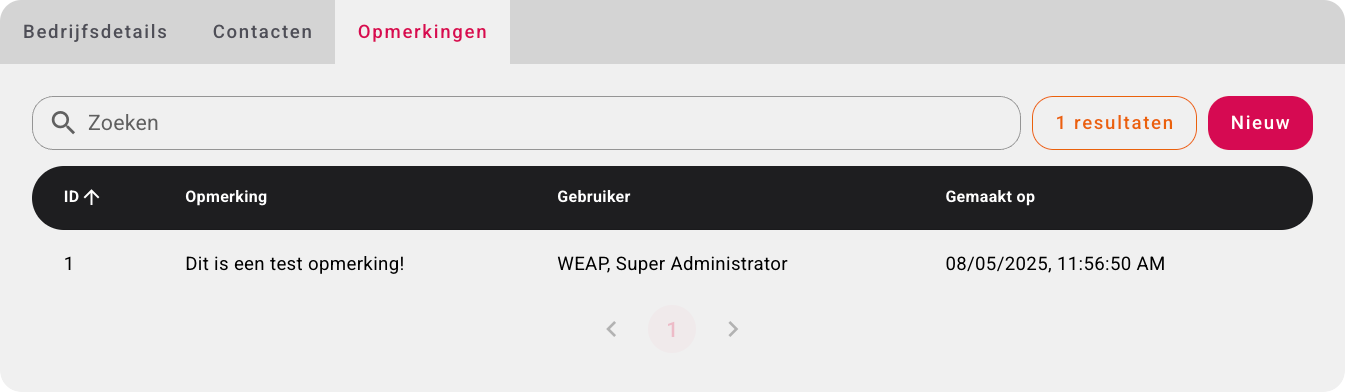 Bedrijfsdetails Contacten Opmerkingen
Zoeken 1 resultaten Nieuw
ID Opmerking Gebruiker Gemaakt op
1 Dit is een test opmerking! WEAP, Super Administrator 08/05/2025, 11:56:50 AM
1